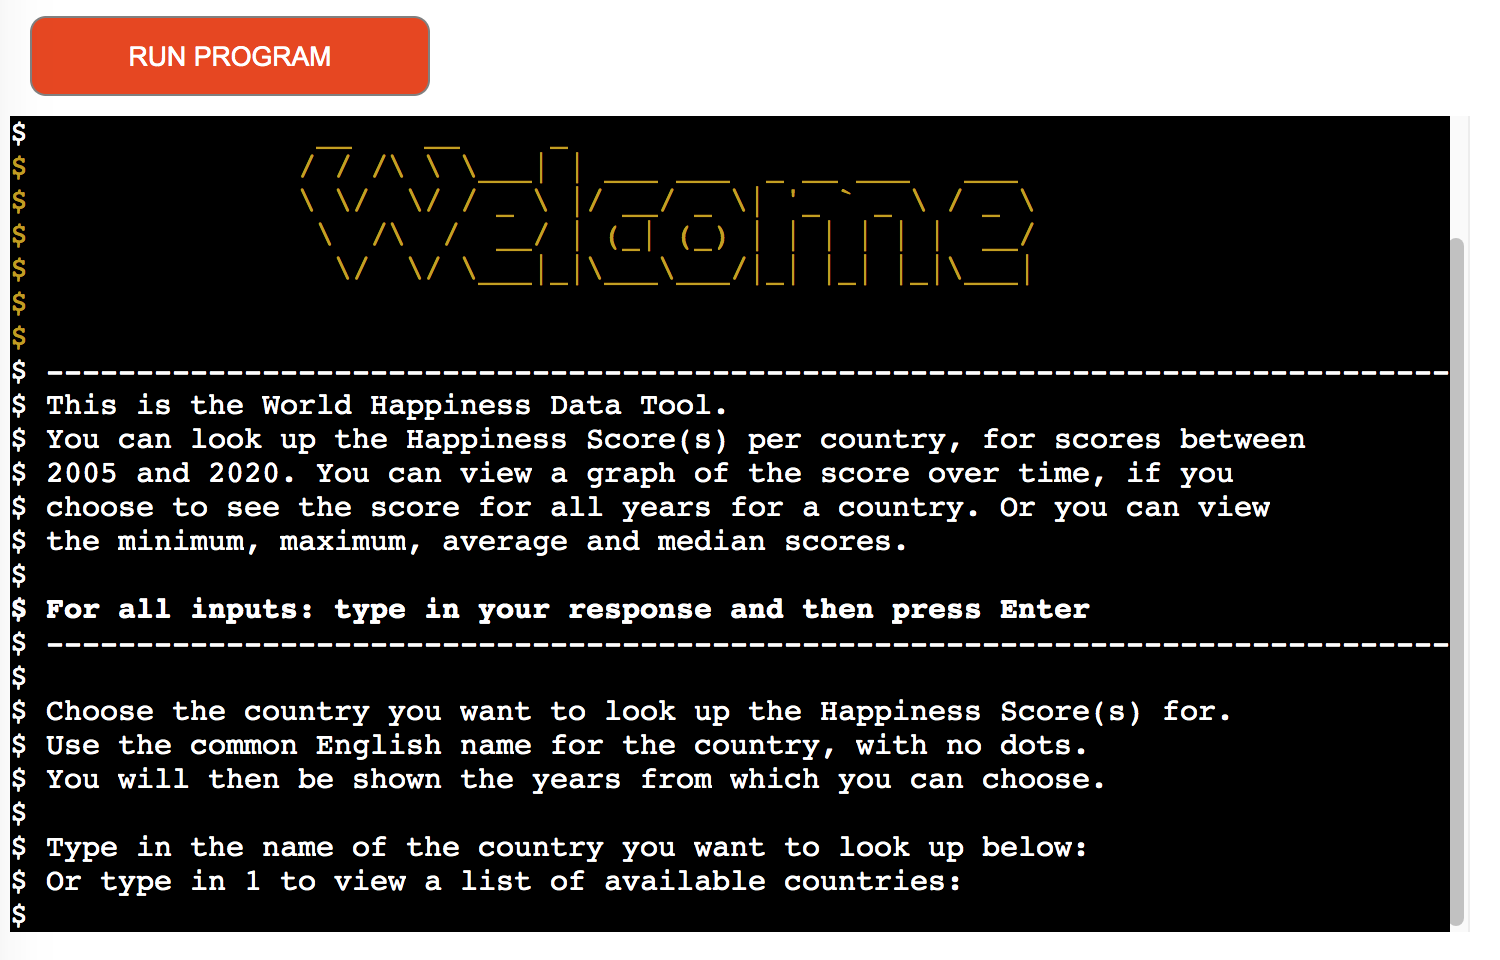 RUN PROGRAM
$
$
$ Welcome
$
$
$
$
$ ------------------------------------------------------------------------------
$ This is the World Happiness Data Tool.
$ You can look up the Happiness Score(s) per country, for scores between
$ 2005 and 2020. You can view a graph of the score over time, if you
$ choose to see the score for all years for a country. Or you can view
$ the minimum, maximum, average and median scores.
$
$ For all inputs: type in your response and then press Enter
$ ------------------------------------------------------------------------------
$
$ Choose the country you want to look up the Happiness Score(s) for.
$ Use the common English name for the country, with no dots.
$ You will then be shown the years from which you can choose.
$
$ Type in the name of the country you want to look up below:
$ Or type in 1 to view a list of available countries:
$